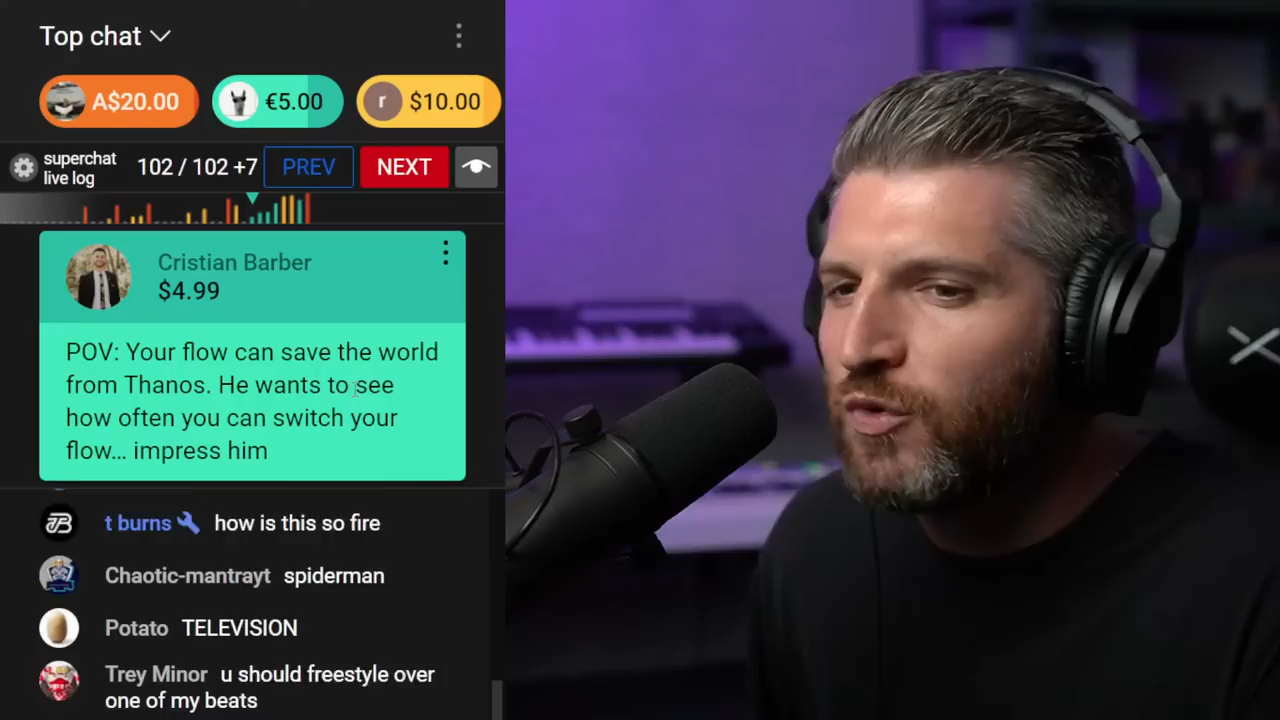 Top chat
A$20.00 €5.00 r $10.00
superchat
live log
102 / 102 +7 PREV NEXT
Cristian Barber
$4.99
POV: Your flow can save the world
from Thanos. He wants to see
how often you can switch your
flow... impress him
t burns how is this so fire
Chaotic-mantrayt spiderman
Potato TELEVISION
Trey Minor u should freestyle over
one of my beats